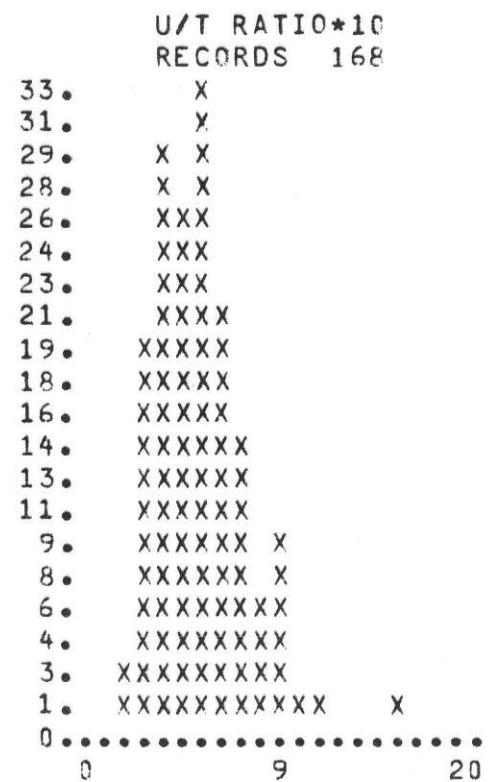 U/T RATIO*10
RECORDS 168
33. X
31. X
29. X X
28. X X
26. XXX
24. XXX
23. XXX
21. XXXX
19. XXXXX
18. XXXXX
16. XXXXX
14. XXXXXX
13. XXXXXX
11. XXXXXX
9. XXXXXX X
8. XXXXXX X
6. XXXXXXXX
4. XXXXXXXX
3. XXXXXXXXX
1. XXXXXXXXXXX X
0......................
0 9 20